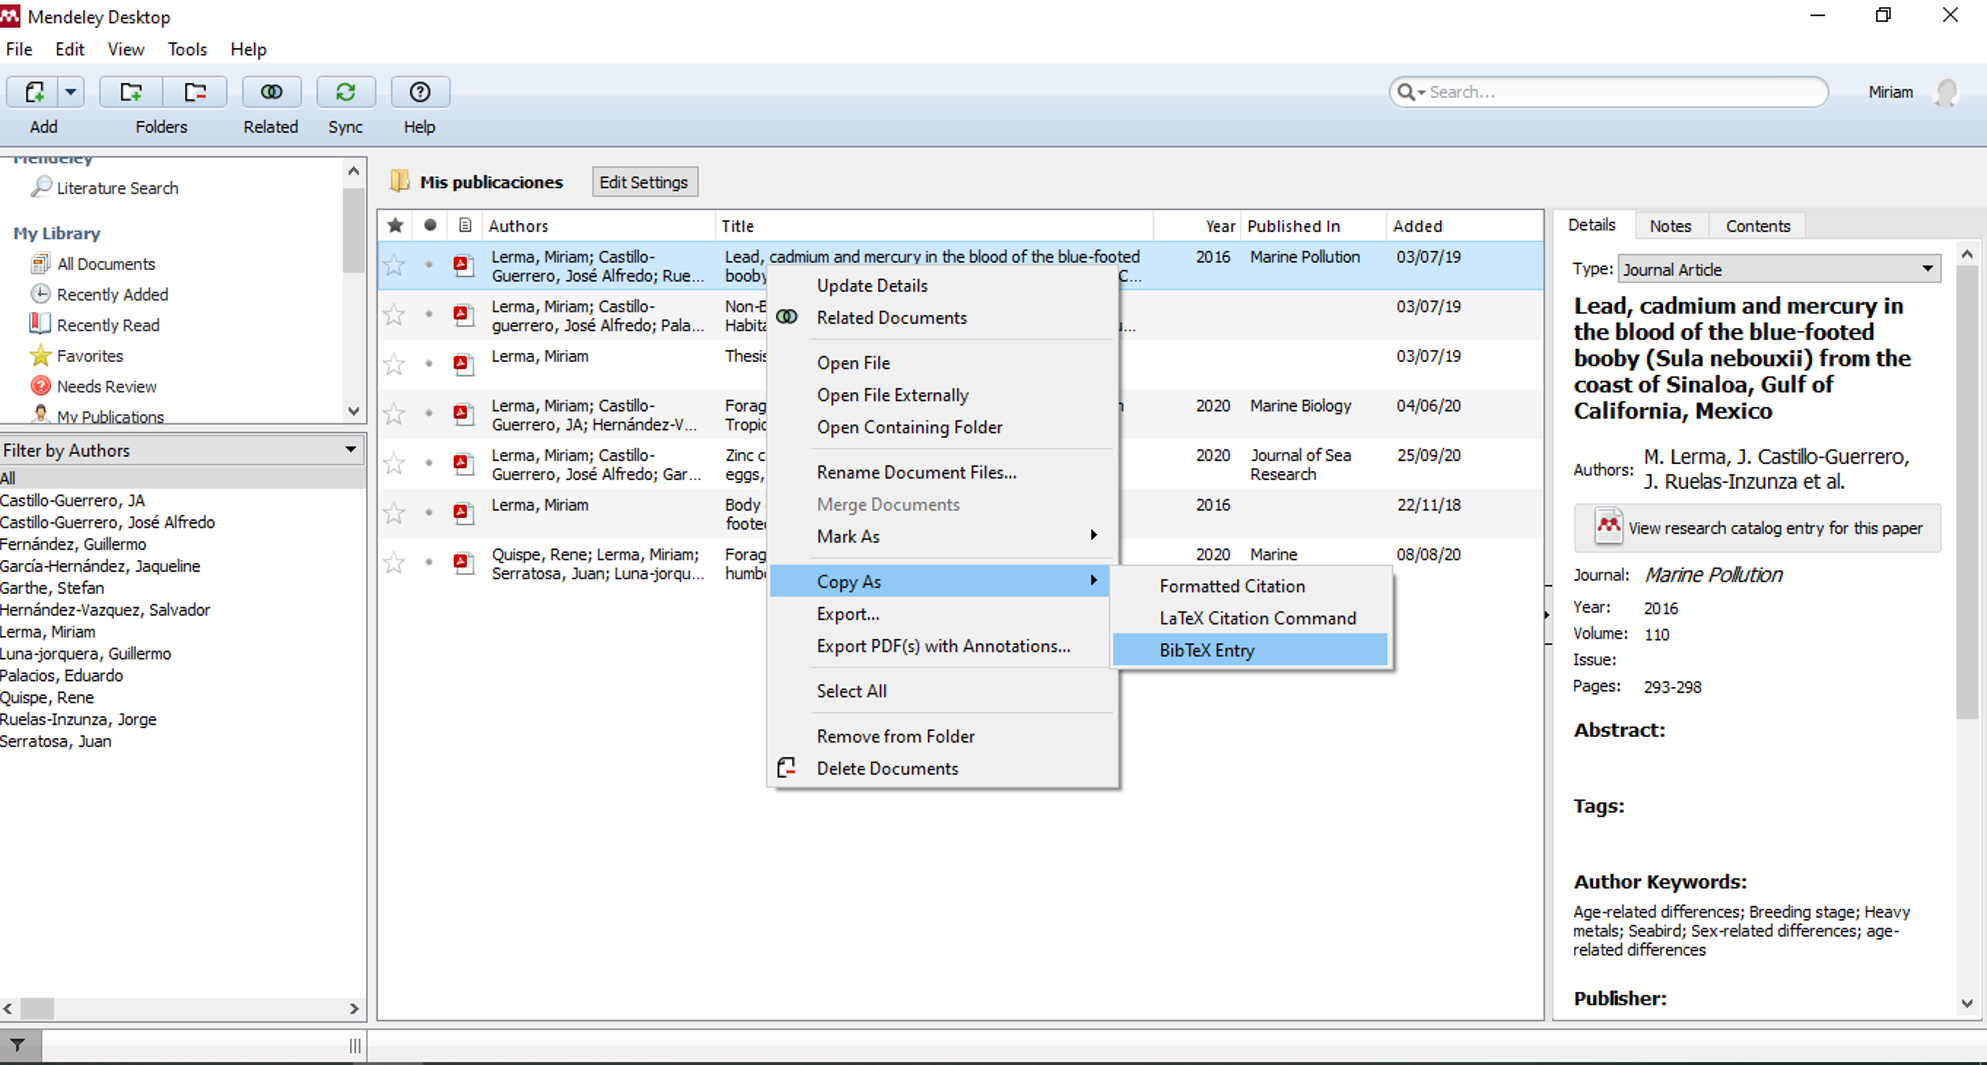 Mendeley Desktop
File Edit View Tools Help
Search...
Miriam
Add Folders Related Sync Help
Mendeley
Literature Search
My Library
All Documents
Recently Added
Recently Read
Favorites
Needs Review
My Publications
Filter by Authors
All
Castillo-Guerrero, JA
Castillo-Guerrero, José Alfredo
Fernández, Guillermo
García-Hernández, Jaqueline
Garthe, Stefan
Hernández-Vazquez, Salvador
Lerma, Miriam
Luna-jorquera, Guillermo
Palacios, Eduardo
Quispe, Rene
Ruelas-Inzunza, Jorge
Serratosa, Juan
Mis publicaciones Edit Settings
Authors Title Year Published In Added
Lerma, Miriam; Castillo- Lead, cadmium and mercury in the blood of the blue-footed 2016 Marine Pollution 03/07/19
Guerrero, José Alfredo; Rue... booby C...
Lerma, Miriam; Castillo- Non-B 03/07/19
guerrero, José Alfredo; Pala... Habita u...
Lerma, Miriam Thesis 03/07/19
Lerma, Miriam; Castillo- Forag 2020 Marine Biology 04/06/20
Guerrero, JA; Hernández-V... Tropic
Lerma, Miriam; Castillo- Zinc c 2020 Journal of Sea 25/09/20
Guerrero, José Alfredo; Gar... eggs, Research
Lerma, Miriam Body 2016 22/11/18
foote
Quispe, Rene; Lerma, Miriam; Forag 2020 Marine 08/08/20
Serratosa, Juan; Luna-jorqu... humb
Update Details
Related Documents
Open File
Open File Externally
Open Containing Folder
Rename Document Files...
Merge Documents
Mark As
Copy As
Export...
Export PDF(s) with Annotations...
Select All
Remove from Folder
Delete Documents
Formatted Citation
LaTeX Citation Command
BibTeX Entry
Details Notes Contents
Type: Journal Article
Lead, cadmium and mercury in
the blood of the blue-footed
booby (Sula nebouxii) from the
coast of Sinaloa, Gulf of
California, Mexico
Authors: M. Lerma, J. Castillo-Guerrero,
J. Ruelas-Inzunza et al.
View research catalog entry for this paper
Journal: Marine Pollution
Year: 2016
Volume: 110
Issue:
Pages: 293-298
Abstract:
Tags:
Author Keywords:
Age-related differences; Breeding stage; Heavy
metals; Seabird; Sex-related differences; age-
related differences
Publisher: